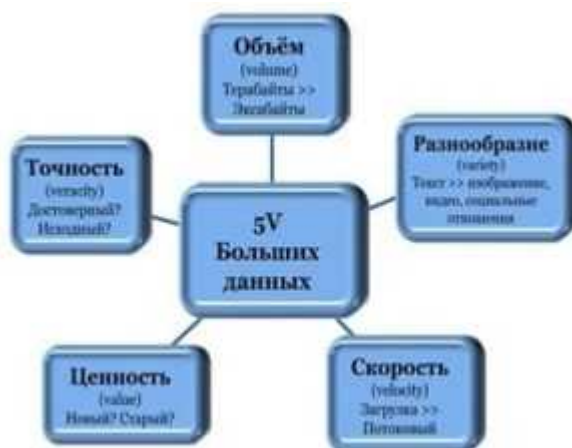 Объём
(volume)
Терабайты >>
Эксабайты
Точность
(veracity)
Достоверный?
Исходный?
Разнообразие
(variety)
Текст >> изображение,
видео, социальные
отношения
5V
Больших
данных
Ценность
(value)
Новый? Старый?
Скорость
(velocity)
Загрузка >>
Потоковый